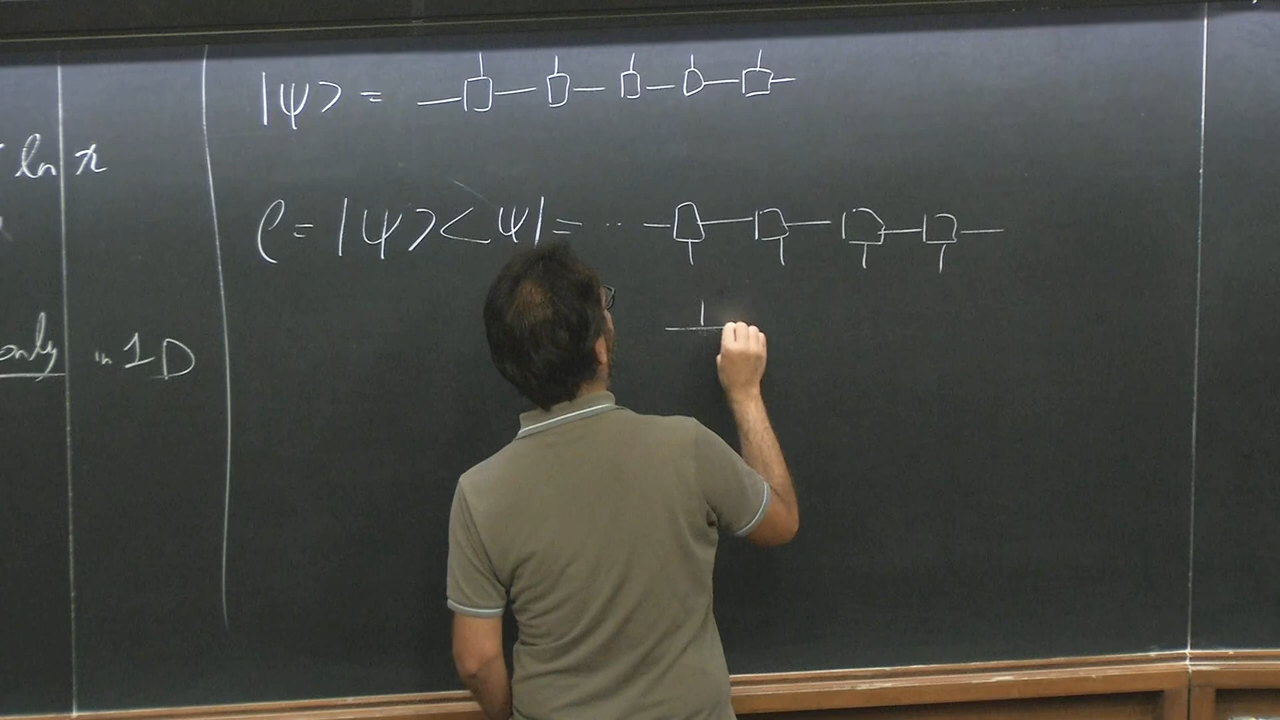 ln x
only in 1D
|ψ> =
ρ = |ψ><ψ| = ..